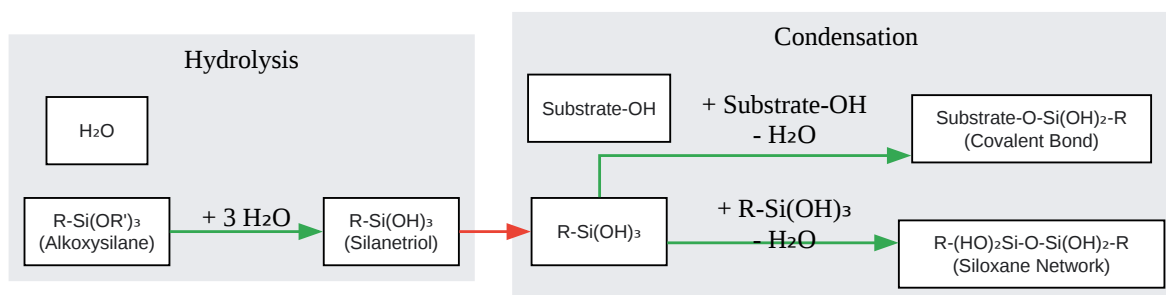 Hydrolysis
H₂O
R-Si(OR')₃
(Alkoxysilane)
+ 3 H₂O
R-Si(OH)₃
(Silanetriol)
Condensation
Substrate-OH
+ Substrate-OH
- H₂O
Substrate-O-Si(OH)₂-R
(Covalent Bond)
R-Si(OH)₃
+ R-Si(OH)₃
- H₂O
R-(HO)₂Si-O-Si(OH)₂-R
(Siloxane Network)